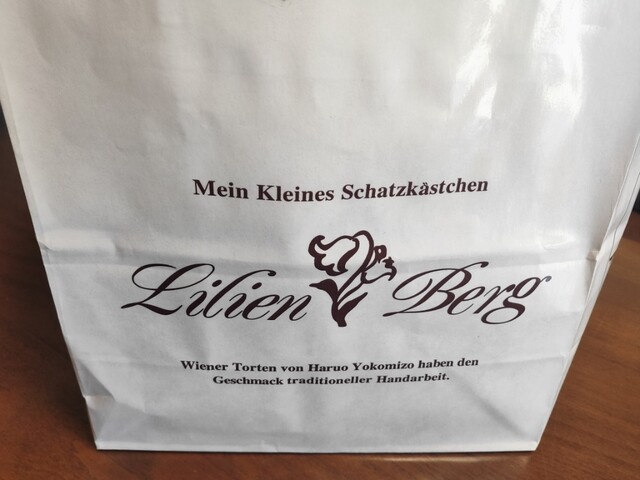 Mein Kleines Schatzkästchen
Lilien Berg
Wiener Torten von Haruo Yokomizo haben den
Geschmack traditioneller Handarbeit.